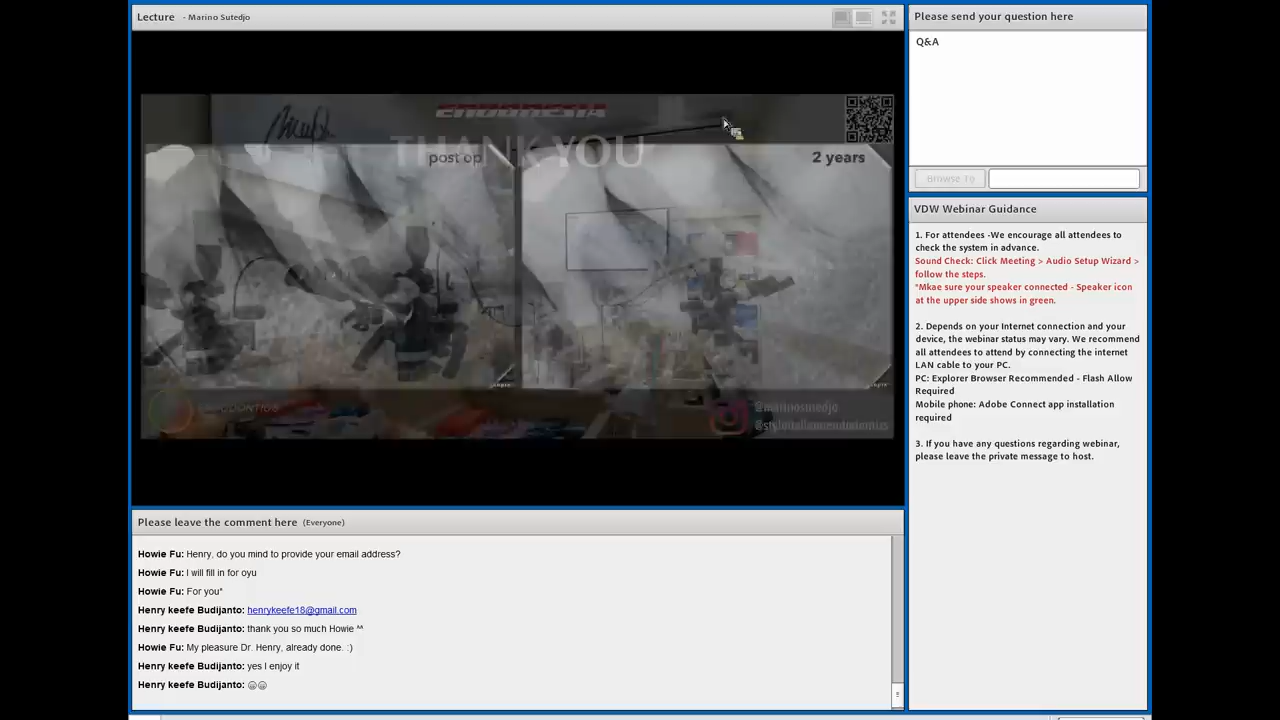 Lecture - Marino Sutedjo
ENDONESIA
THANK YOU
post op
2 years
@marinosutedjo
@styleitaliano endodontics
Please leave the comment here (Everyone)
Howie Fu: Henry, do you mind to provide your email address?
Howie Fu: I will fill in for oyu
Howie Fu: For you*
Henry keefe Budijanto: henrykeefe18@gmail.com
Henry keefe Budijanto: thank you so much Howie ^^
Howie Fu: My pleasure Dr. Henry, already done. :)
Henry keefe Budijanto: yes I enjoy it
Henry keefe Budijanto: 😁😁
Please send your question here
Q&A
Browse To
VDW Webinar Guidance
1. For attendees -We encourage all attendees to
check the system in advance.
Sound Check: Click Meeting > Audio Setup Wizard >
follow the steps.
*Mkae sure your speaker connected - Speaker icon
at the upper side shows in green.
2. Depends on your Internet connection and your
device, the webinar status may vary. We recommend
all attendees to attend by connecting the internet
LAN cable to your PC.
PC: Explorer Browser Recommended - Flash Allow
Required
Mobile phone: Adobe Connect app installation
required
3. If you have any questions regarding webinar,
please leave the private message to host.